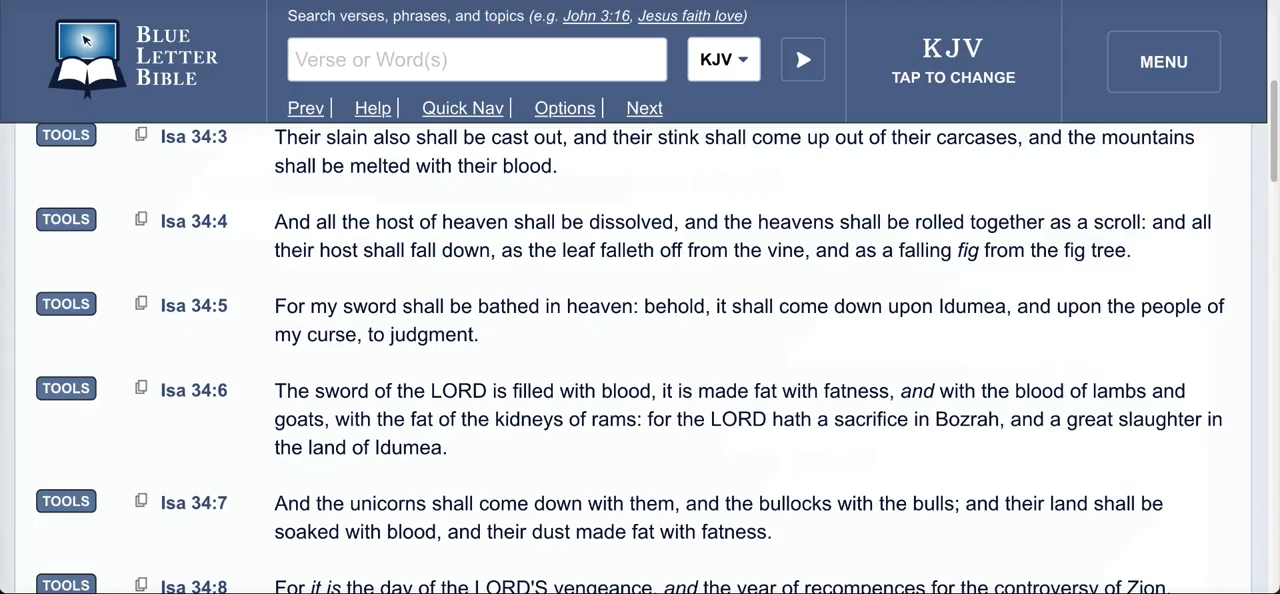 BLUE
LETTER
BIBLE
Search verses, phrases, and topics (e.g. John 3:16, Jesus faith love)
Verse or Word(s)
KJV
Prev | Help | Quick Nav | Options | Next
KJV
TAP TO CHANGE
MENU
TOOLS Isa 34:3 Their slain also shall be cast out, and their stink shall come up out of their carcases, and the mountains
shall be melted with their blood.
TOOLS Isa 34:4 And all the host of heaven shall be dissolved, and the heavens shall be rolled together as a scroll: and all
their host shall fall down, as the leaf falleth off from the vine, and as a falling fig from the fig tree.
TOOLS Isa 34:5 For my sword shall be bathed in heaven: behold, it shall come down upon Idumea, and upon the people of
my curse, to judgment.
TOOLS Isa 34:6 The sword of the LORD is filled with blood, it is made fat with fatness, and with the blood of lambs and
goats, with the fat of the kidneys of rams: for the LORD hath a sacrifice in Bozrah, and a great slaughter in
the land of Idumea.
TOOLS Isa 34:7 And the unicorns shall come down with them, and the bullocks with the bulls; and their land shall be
soaked with blood, and their dust made fat with fatness.
TOOLS Isa 34:8 For it is the day of the LORD'S vengeance, and the year of recompences for the controversy of Zion.